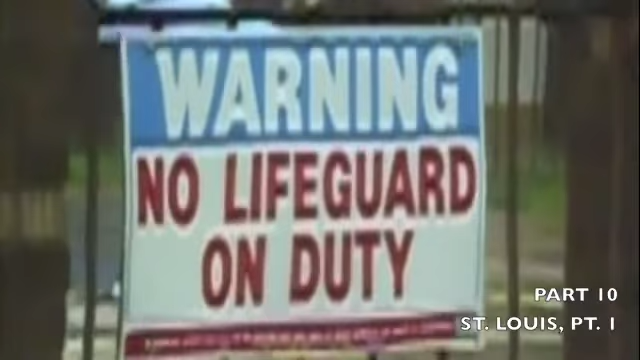 WARNING
NO LIFEGUARD
ON DUTY
PART 10
ST. LOUIS, PT. 1